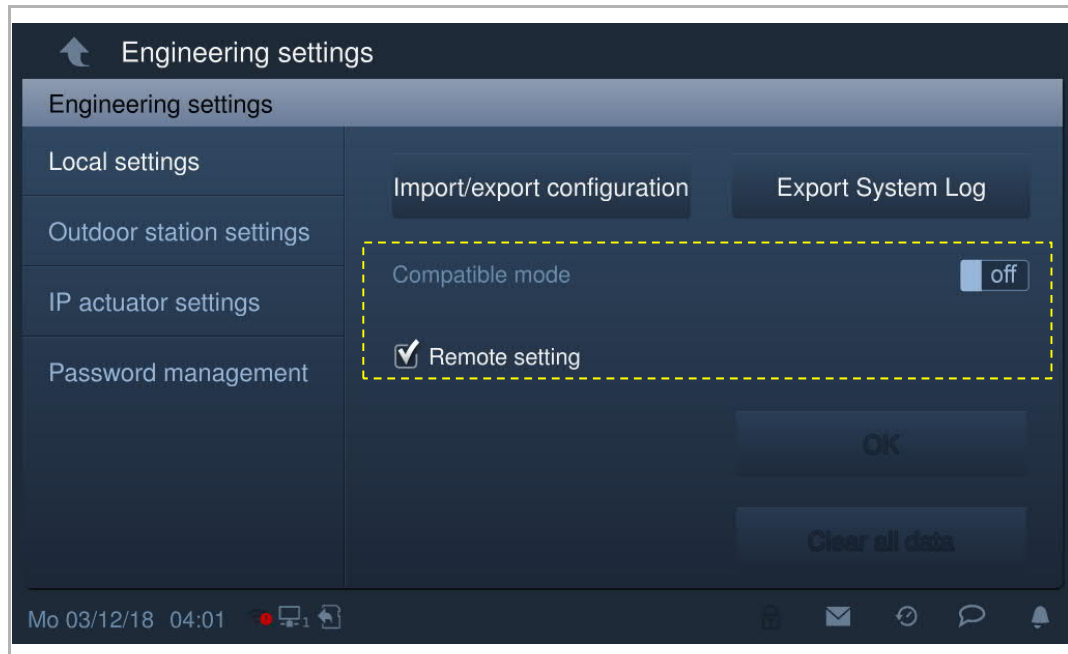 Engineering settings
Engineering settings
Local settings
Outdoor station settings
IP actuator settings
Password management
Import/export configuration
Export System Log
Compatible mode
off
Remote setting
OK
Clear all data
Mo 03/12/18 04:01
1